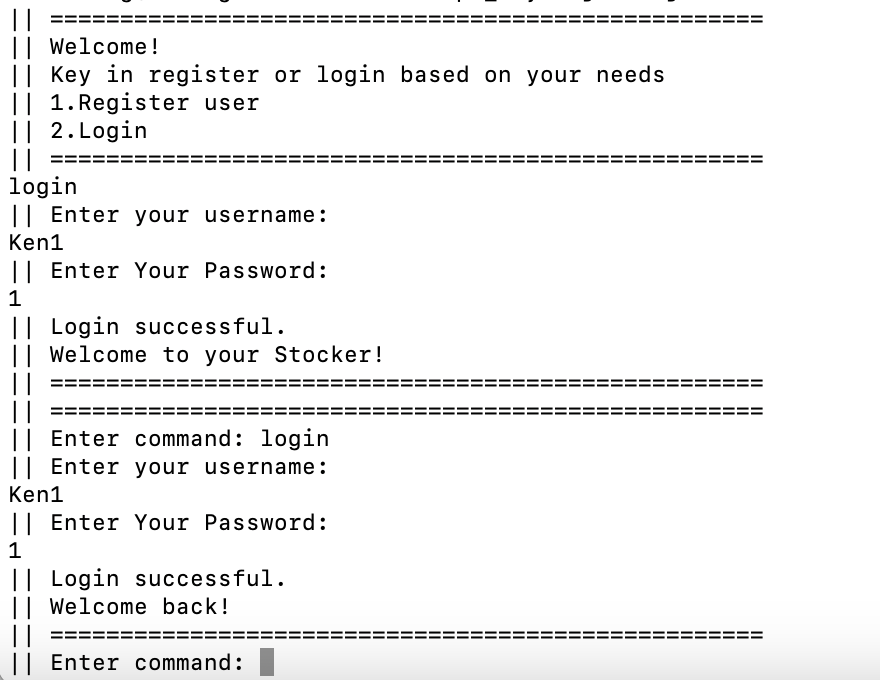 || ===================================================
|| Welcome!
|| Key in register or login based on your needs
|| 1.Register user
|| 2.Login
|| ===================================================
login
|| Enter your username:
Ken1
|| Enter Your Password:
1
|| Login successful.
|| Welcome to your Stocker!
|| ===================================================
|| ===================================================
|| Enter command: login
|| Enter your username:
Ken1
|| Enter Your Password:
1
|| Login successful.
|| Welcome back!
|| ===================================================
|| Enter command: